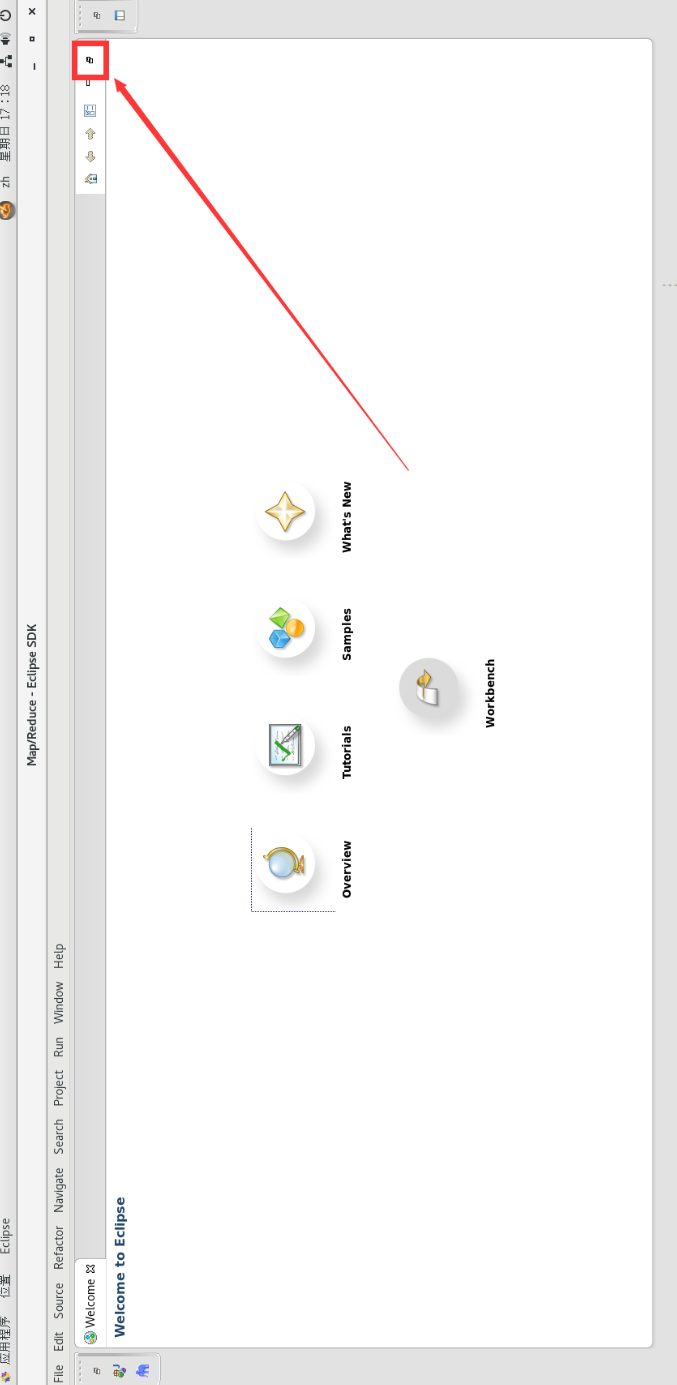 应用程序 位置 Eclipse zh 星期日 17:18
Map/Reduce - Eclipse SDK
File Edit Source Refactor Navigate Search Project Run Window Help
Welcome
Welcome to Eclipse
Overview Tutorials Samples What's New
Workbench